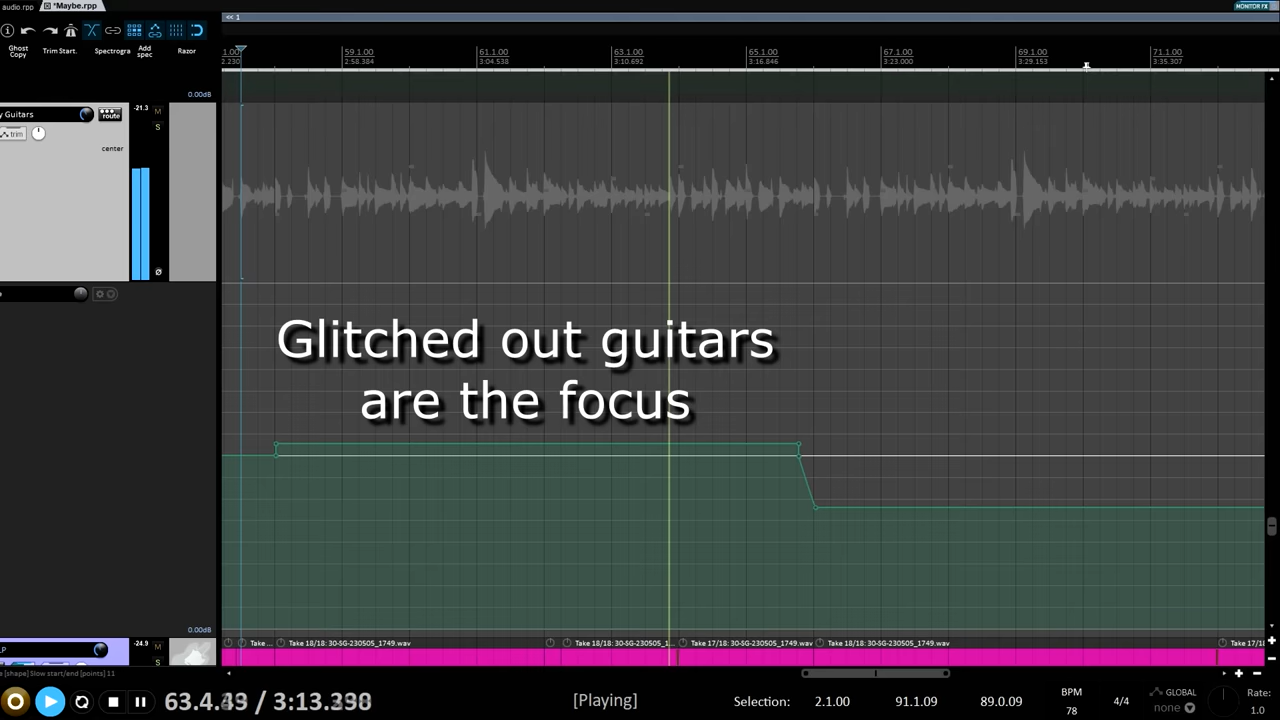 audio.rpp
*Maybe.rpp
MONITOR FX
<< 1
Ghost Copy
Trim Start.
Spectrogra
Add spec
Razor
1.00
2.230
59.1.00
2:58.384
61.1.00
3:04.538
63.1.00
3:10.692
65.1.00
3:16.846
67.1.00
3:23.000
69.1.00
3:29.153
71.1.00
3:35.307
0.00dB
y Guitars
route
-21.3
M
S
trim
center
Glitched out guitars
are the focus
0.00dB
LP
-24.9
M
S
Take ...
Take 18/18: 30-SG-230505_1749.wav
Take 18/18: 30-SG-230505_1...
Take 17/18: 30-SG-230505_1749.wav
Take 18/18: 30-SG-230505_1749.wav
Take 17/18
[shape] Slow start/end [points] 11
[Playing]
Selection:
2.1.00
91.1.09
89.0.09
BPM
78
4/4
GLOBAL
none
Rate:
1.0